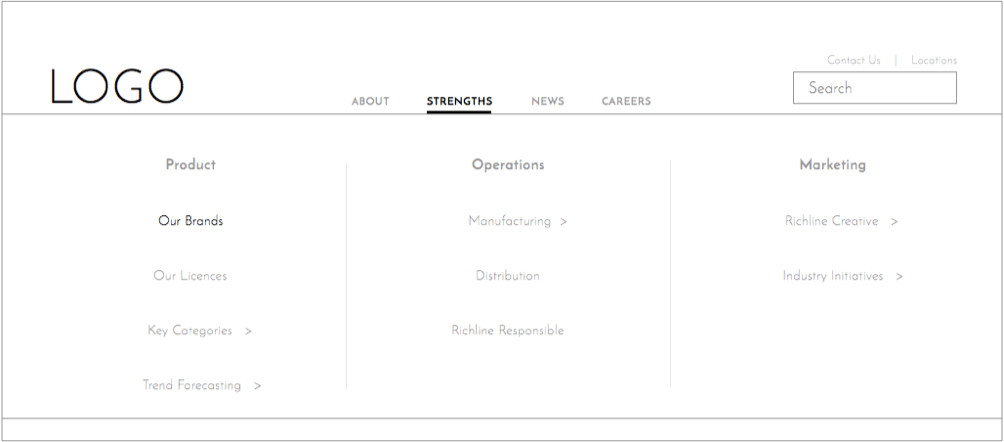 Contact Us | Locations
LOGO
Search
ABOUT STRENGTHS NEWS CAREERS
Product
Our Brands
Our Licences
Key Categories >
Trend Forecasting >
Operations
Manufacturing >
Distribution
Richline Responsible
Marketing
Richline Creative >
Industry Initiatives >